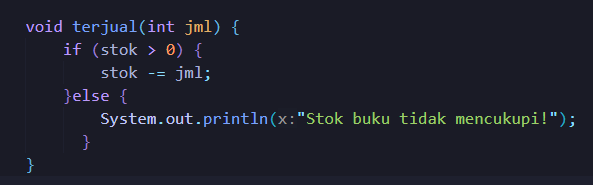 void terjual(int jml) {
if (stok > 0) {
stok -= jml;
}else {
System.out.println(x:"Stok buku tidak mencukupi!");
}
}